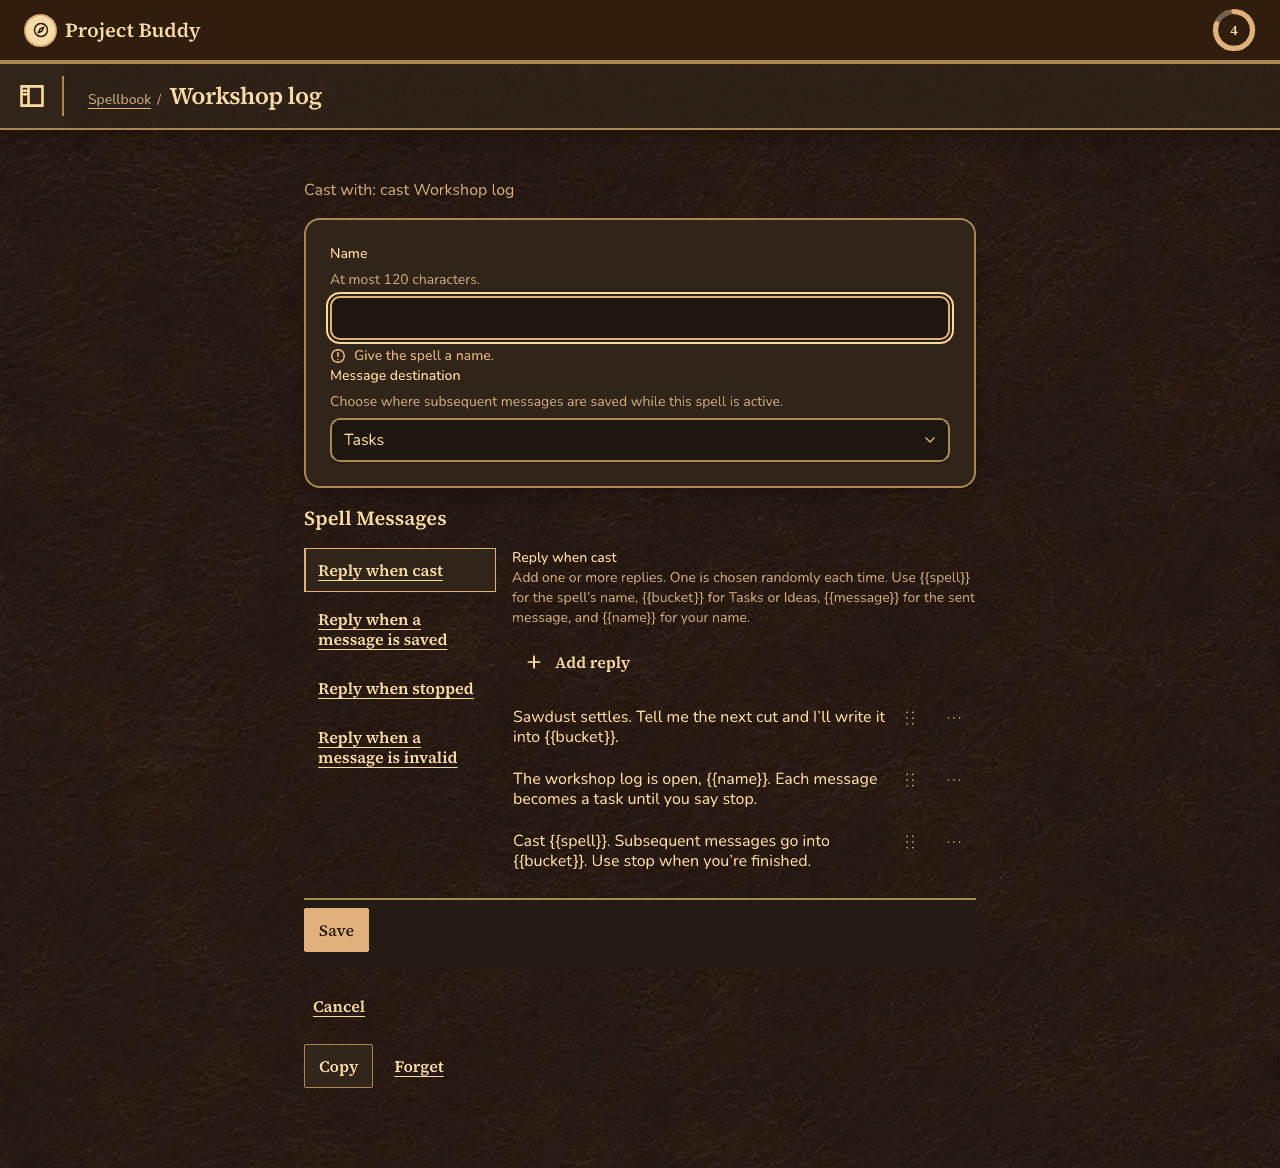 Project Buddy
4
Spellbook / Workshop log
Cast with: cast Workshop log
Name
At most 120 characters.
Give the spell a name.
Message destination
Choose where subsequent messages are saved while this spell is active.
Tasks
Spell Messages
Reply when cast
Reply when a
message is saved
Reply when stopped
Reply when a
message is invalid
Reply when cast
Add one or more replies. One is chosen randomly each time. Use {{spell}}
for the spell’s name, {{bucket}} for Tasks or Ideas, {{message}} for the sent
message, and {{name}} for your name.
Add reply
Sawdust settles. Tell me the next cut and I’ll write it
into {{bucket}}.
The workshop log is open, {{name}}. Each message
becomes a task until you say stop.
Cast {{spell}}. Subsequent messages go into
{{bucket}}. Use stop when you’re finished.
Save
Cancel
Copy
Forget